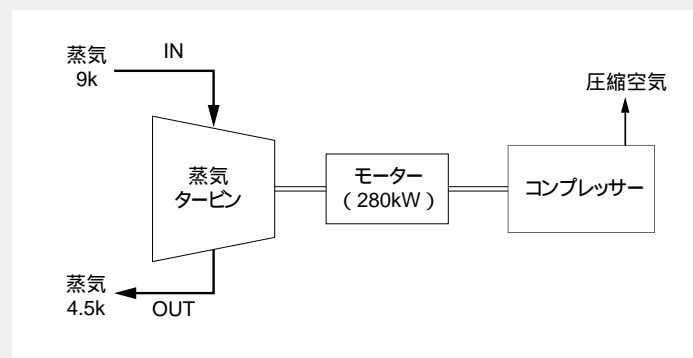 蒸気
9k
IN
圧縮空気
蒸気
タービン
モーター
（280kW）
コンプレッサー
蒸気
4.5k
OUT